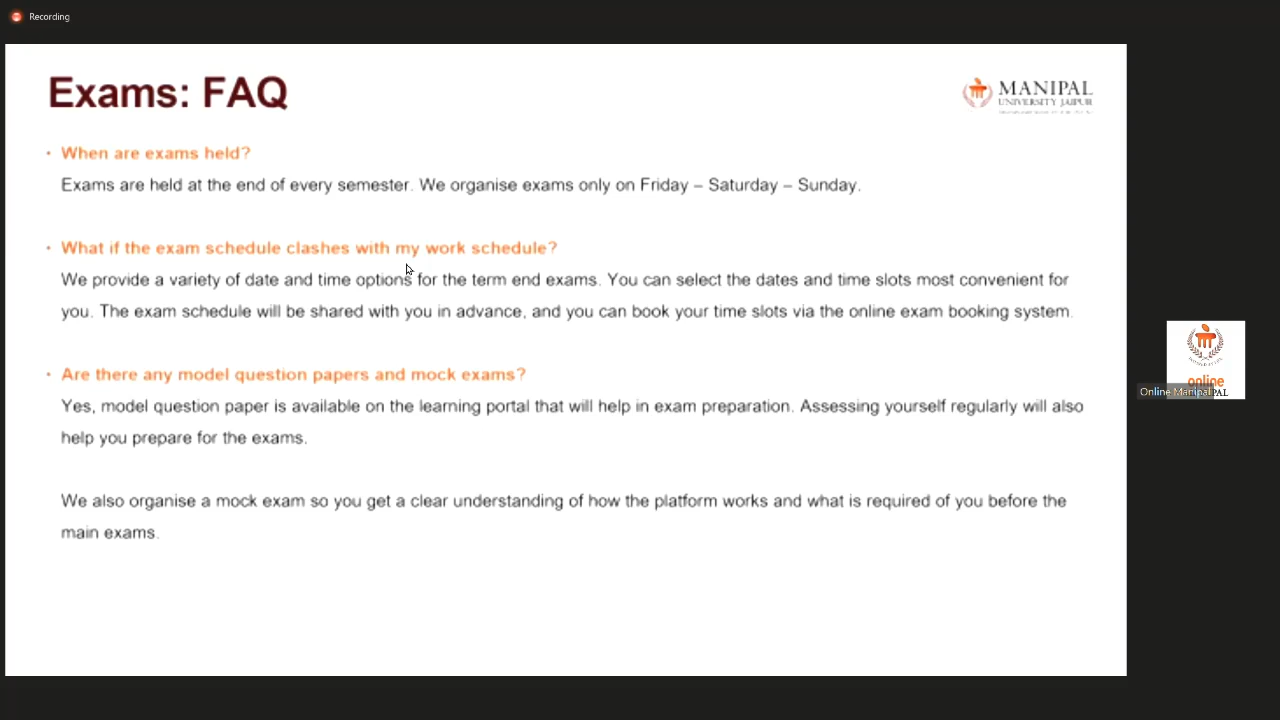 Recording
Exams: FAQ
MANIPAL
UNIVERSITY JAIPUR
• When are exams held?
Exams are held at the end of every semester. We organise exams only on Friday – Saturday – Sunday.
• What if the exam schedule clashes with my work schedule?
We provide a variety of date and time options for the term end exams. You can select the dates and time slots most convenient for
you. The exam schedule will be shared with you in advance, and you can book your time slots via the online exam booking system.
• Are there any model question papers and mock exams?
Yes, model question paper is available on the learning portal that will help in exam preparation. Assessing yourself regularly will also
help you prepare for the exams.
We also organise a mock exam so you get a clear understanding of how the platform works and what is required of you before the
main exams.
online
Online Manipal